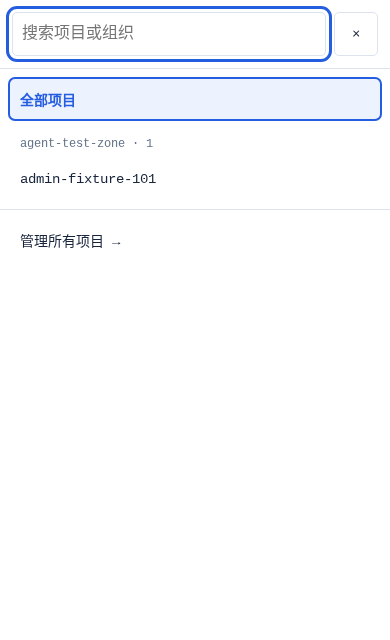 搜索项目或组织
×
全部项目
agent-test-zone · 1
admin-fixture-101
管理所有项目 →